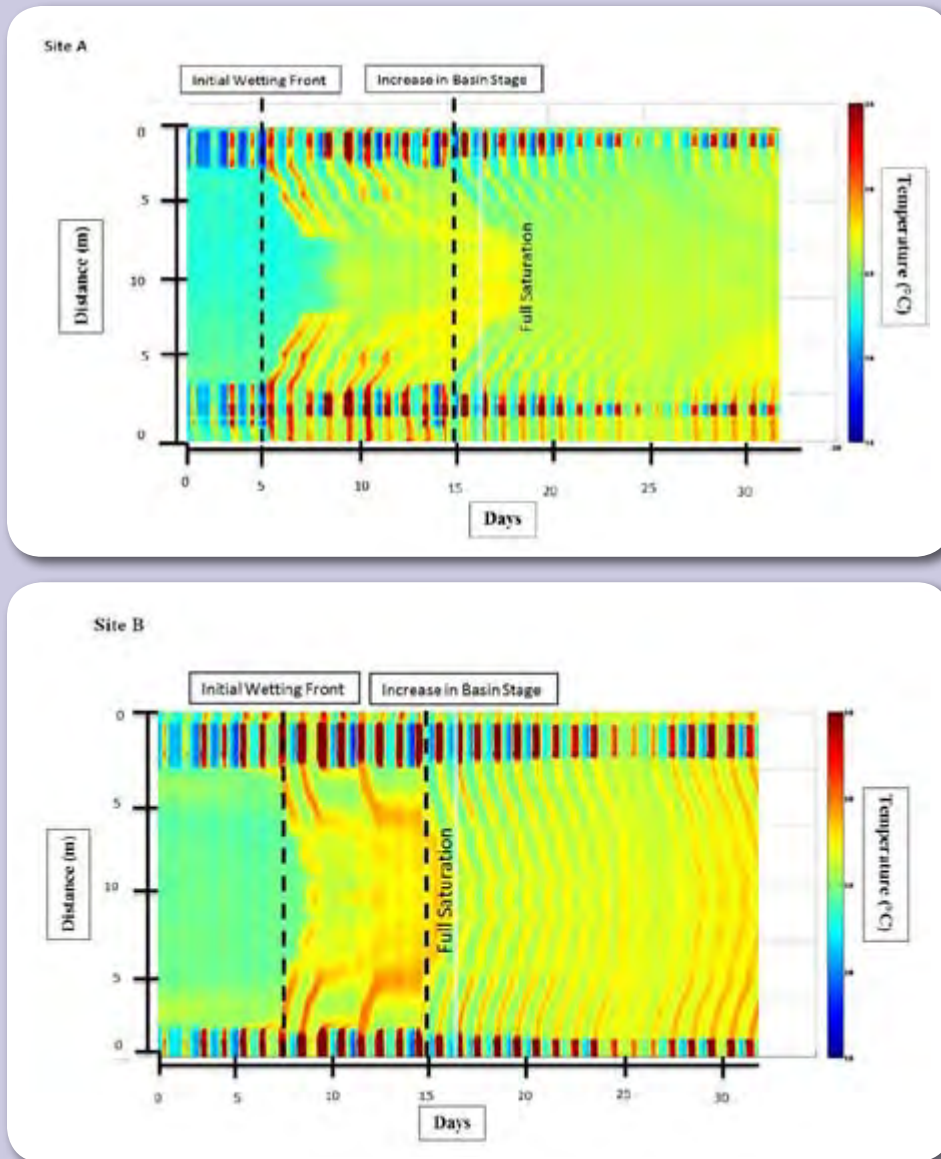 Site A
Initial Wetting Front
Increase in Basin Stage
0
5
10
5
0
Distance (m)
Full Saturation
Temperature (°C)
0 5 10 15 20 25 30
Days
Site B
Initial Wetting Front
Increase in Basin Stage
0
5
10
5
0
Distance (m)
Full Saturation
Temperature (°C)
0 5 10 15 20 25 30
Days